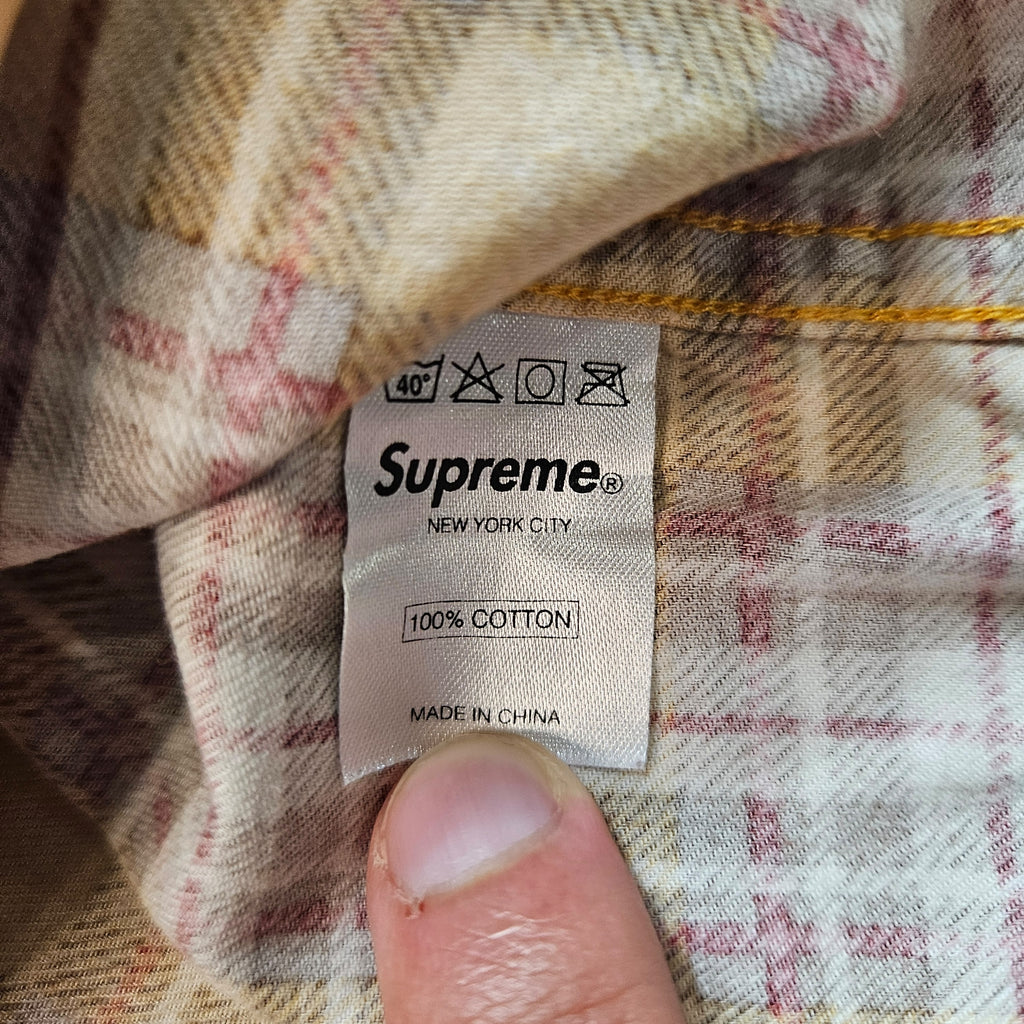 40°
Supreme®
NEW YORK CITY
100% COTTON
MADE IN CHINA